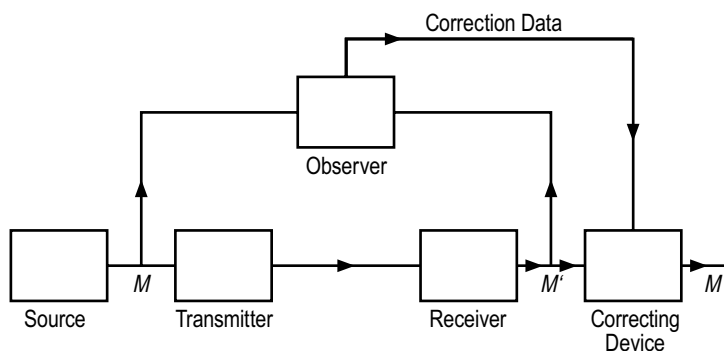 Correction Data
Observer
M
M'
M
Source
Transmitter
Receiver
Correcting
Device